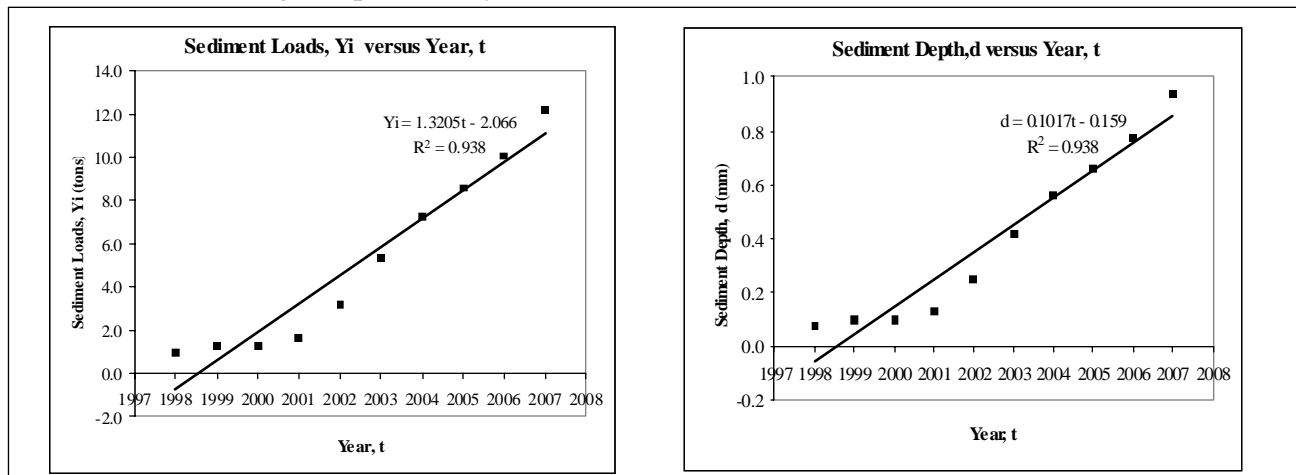 Sediment Loads, Yi versus Year, t
14.0
12.0
10.0
8.0
6.0
4.0
2.0
0.0
-2.0
Sediment Loads, Yi (tons)
Yi = 1.3205t - 2.066
R² = 0.938
1997 1998 1999 2000 2001 2002 2003 2004 2005 2006 2007 2008
Year, t
Sediment Depth,d versus Year, t
1.0
0.8
0.6
0.4
0.2
0.0
-0.2
Sediment Depth, d (mm)
d = 0.1017t - 0.159
R² = 0.938
1997 1998 1999 2000 2001 2002 2003 2004 2005 2006 2007 2008
Year, t